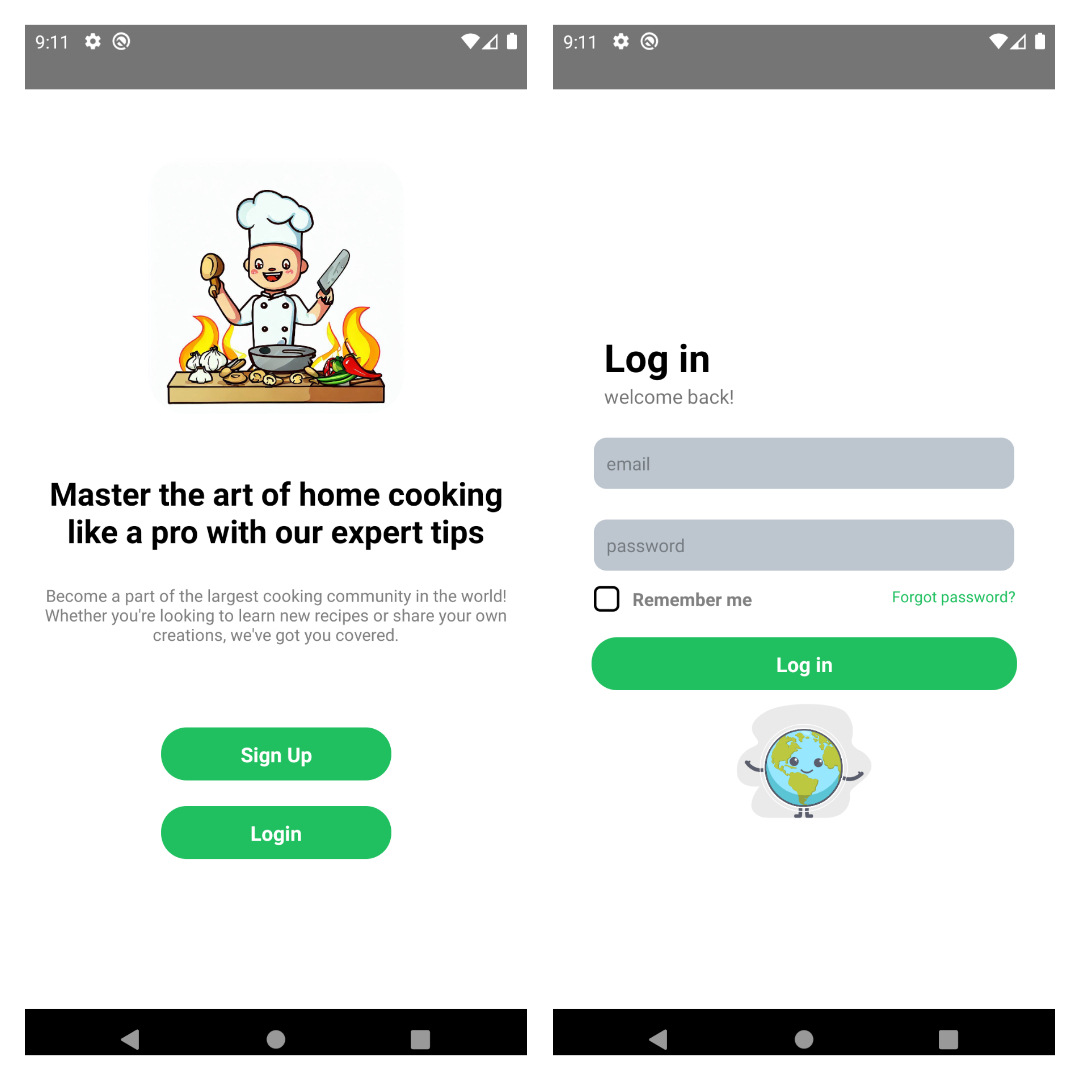 9:11
Master the art of home cooking
like a pro with our expert tips
Become a part of the largest cooking community in the world!
Whether you're looking to learn new recipes or share your own
creations, we've got you covered.
Sign Up
Login
9:11
Log in
welcome back!
email
password
Remember me
Forgot password?
Log in